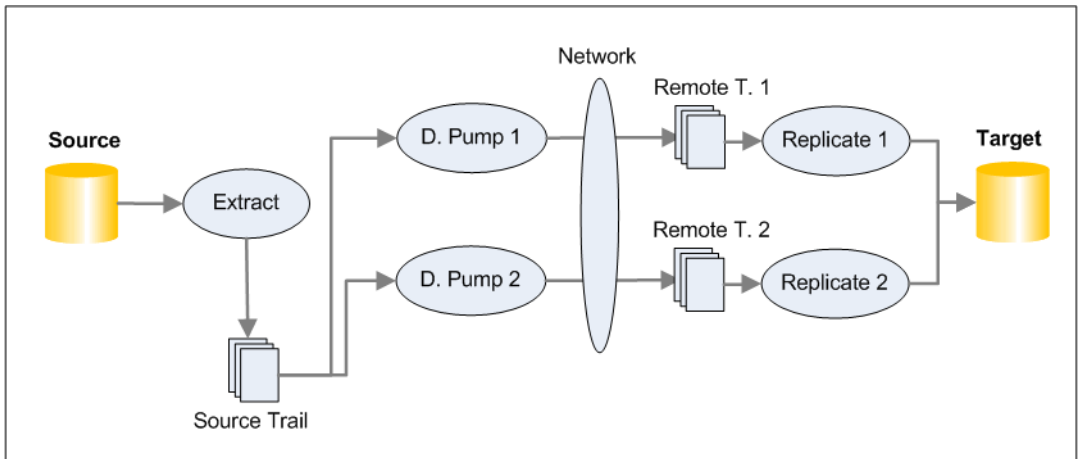 Network
Remote T. 1
Source
D. Pump 1
Replicate 1
Target
Extract
Remote T. 2
D. Pump 2
Replicate 2
Source Trail